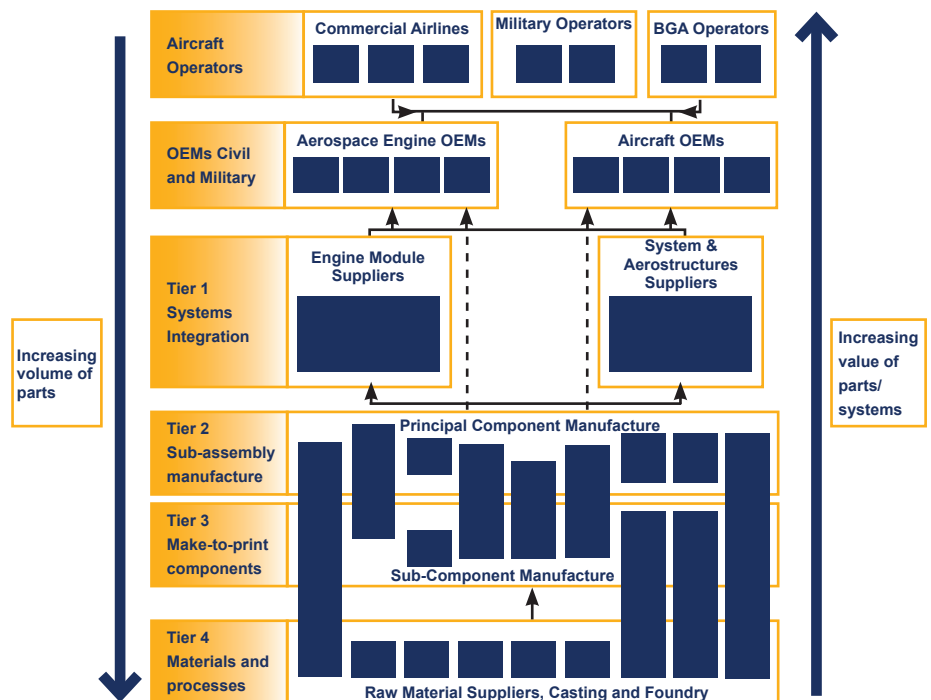 Aircraft
Operators
Commercial Airlines
Military Operators
BGA Operators
OEMs Civil
and Military
Aerospace Engine OEMs
Aircraft OEMs
Tier 1
Systems
Integration
Engine Module
Suppliers
System &
Aerostructures
Suppliers
Increasing
volume of
parts
Increasing
value of
parts/
systems
Tier 2
Sub-assembly
manufacture
Principal Component Manufacture
Tier 3
Make-to-print
components
Sub-Component Manufacture
Tier 4
Materials and
processes
Raw Material Suppliers, Casting and Foundry